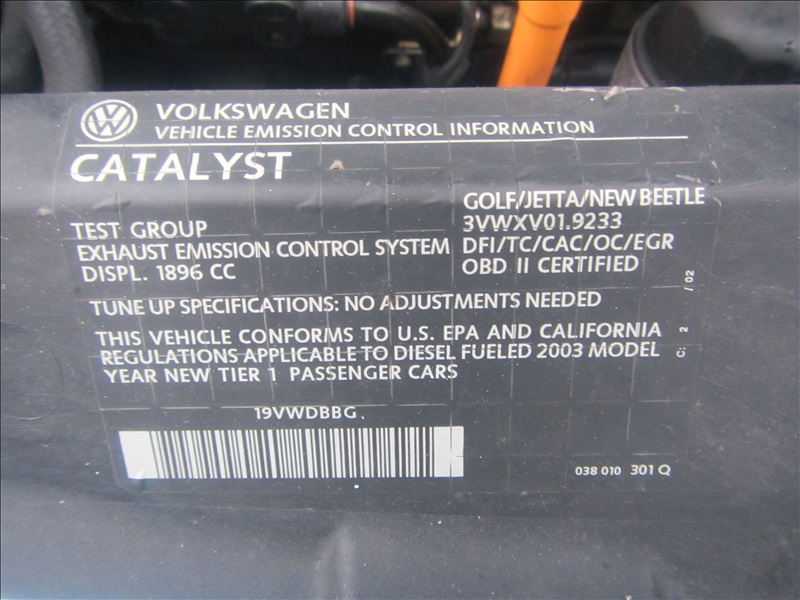 VOLKSWAGEN
VEHICLE EMISSION CONTROL INFORMATION
CATALYST
GOLF/JETTA/NEW BEETLE
TEST GROUP 3VWXV01.9233
EXHAUST EMISSION CONTROL SYSTEM DFI/TC/CAC/OC/EGR
DISPL. 1896 CC OBD II CERTIFIED
TUNE UP SPECIFICATIONS: NO ADJUSTMENTS NEEDED
THIS VEHICLE CONFORMS TO U.S. EPA AND CALIFORNIA
REGULATIONS APPLICABLE TO DIESEL FUELED 2003 MODEL
YEAR NEW TIER 1 PASSENGER CARS
C: 2 / 02
19VWDBBG
038 010 301 Q